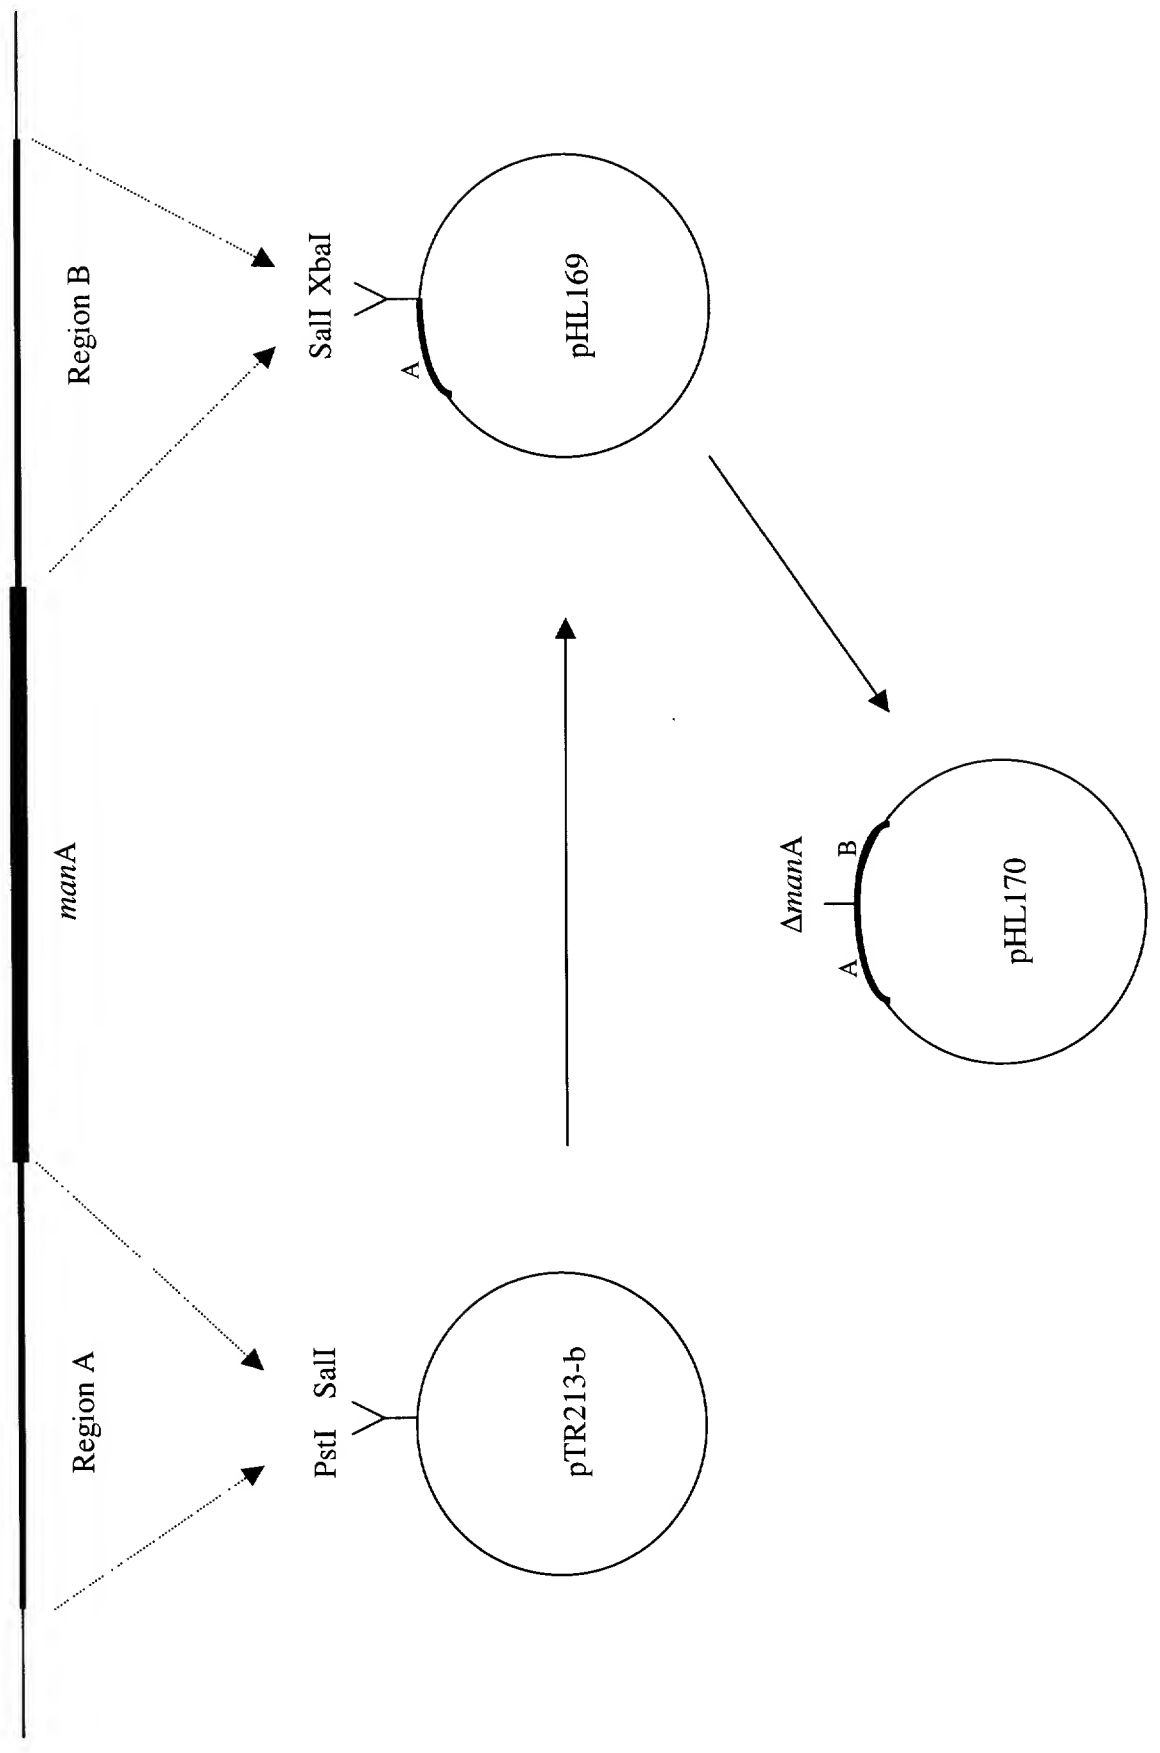 manA
Region A
Region B
PstI SalI
SalI XbaI
A
pTR213-b
pHL169
ΔmanA
A B
pHL170